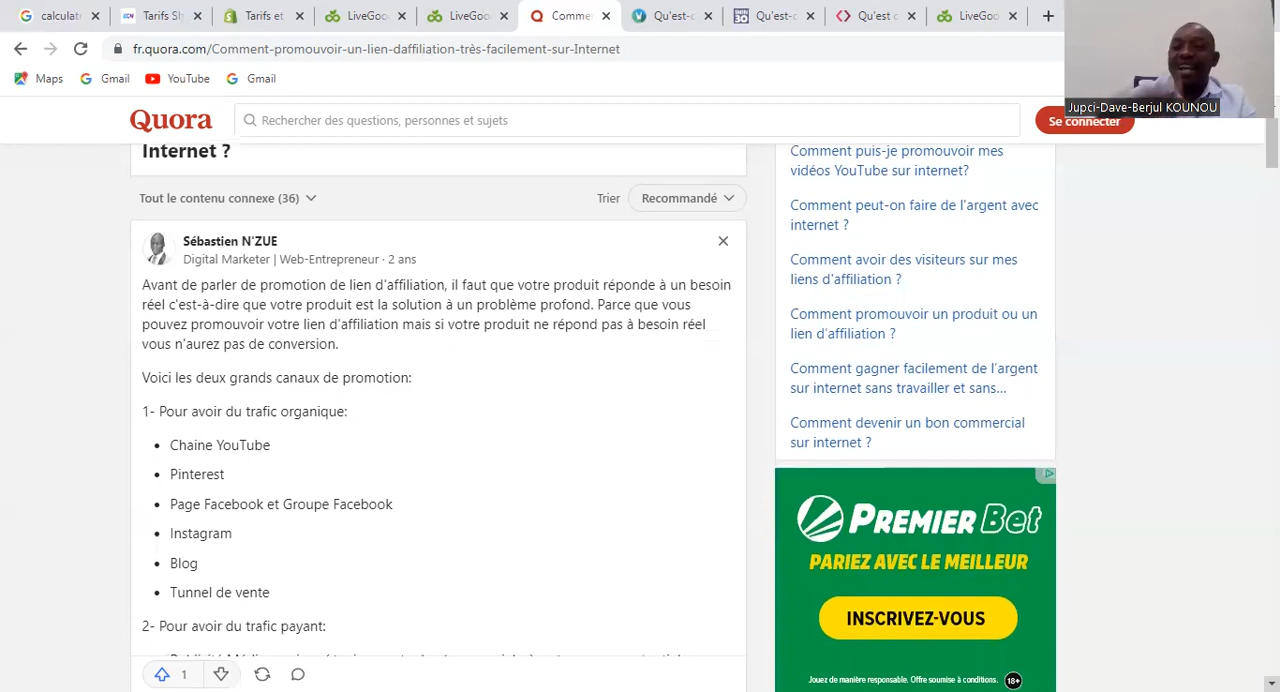 calculat
Tarifs Sh
Tarifs et
LiveGoo
LiveGoo
Comme
Qu'est-c
Qu'est-c
Qu'est c
LiveGoo
fr.quora.com/Comment-promouvoir-un-lien-daffiliation-très-facilement-sur-Internet
Maps
Gmail
YouTube
Gmail
Jupci-Dave-Berjul KOUNOU
Quora
Rechercher des questions, personnes et sujets
Se connecter
Internet ?
Tout le contenu connexe (36)
Trier
Recommandé
Sébastien N'ZUE
Digital Marketer | Web-Entrepreneur · 2 ans
Avant de parler de promotion de lien d'affiliation, il faut que votre produit réponde à un besoin
réel c'est-à-dire que votre produit est la solution à un problème profond. Parce que vous
pouvez promouvoir votre lien d'affiliation mais si votre produit ne répond pas à besoin réel
vous n'aurez pas de conversion.
Voici les deux grands canaux de promotion:
1- Pour avoir du trafic organique:
• Chaine YouTube
• Pinterest
• Page Facebook et Groupe Facebook
• Instagram
• Blog
• Tunnel de vente
2- Pour avoir du trafic payant:
1
Comment puis-je promouvoir mes
vidéos YouTube sur internet?
Comment peut-on faire de l'argent avec
internet ?
Comment avoir des visiteurs sur mes
liens d'affiliation ?
Comment promouvoir un produit ou un
lien d'affiliation ?
Comment gagner facilement de l'argent
sur internet sans travailler et sans...
Comment devenir un bon commercial
sur internet ?
PREMIER Bet
PARIEZ AVEC LE MEILLEUR
INSCRIVEZ-VOUS
Jouez de manière responsable. Offre soumise à conditions. 18+